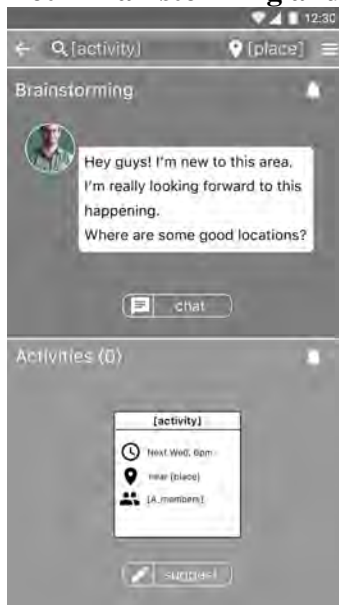 12:30
[activity] [place]
Brainstorming
Hey guys! I'm new to this area.
I'm really looking forward to this
happening.
Where are some good locations?
chat
Activities (0)
[activity]
Next Wed, 6pm
near [place]
[A_members]
suggest